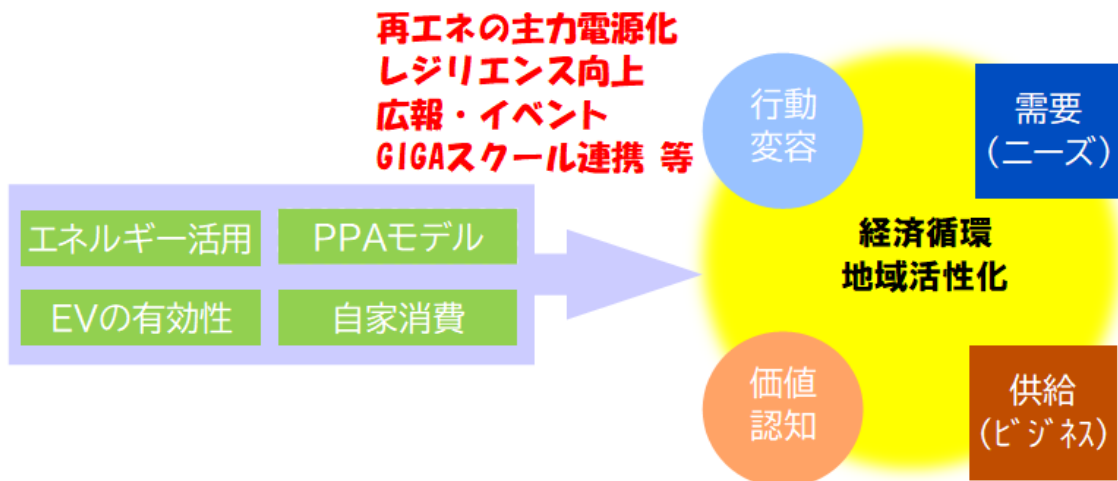 再エネの主力電源化
レジリエンス向上
広報・イベント
GIGAスクール連携 等
エネルギー活用
PPAモデル
EVの有効性
自家消費
行動
変容
需要
(ニーズ)
経済循環
地域活性化
価値
認知
供給
(ビジネス)